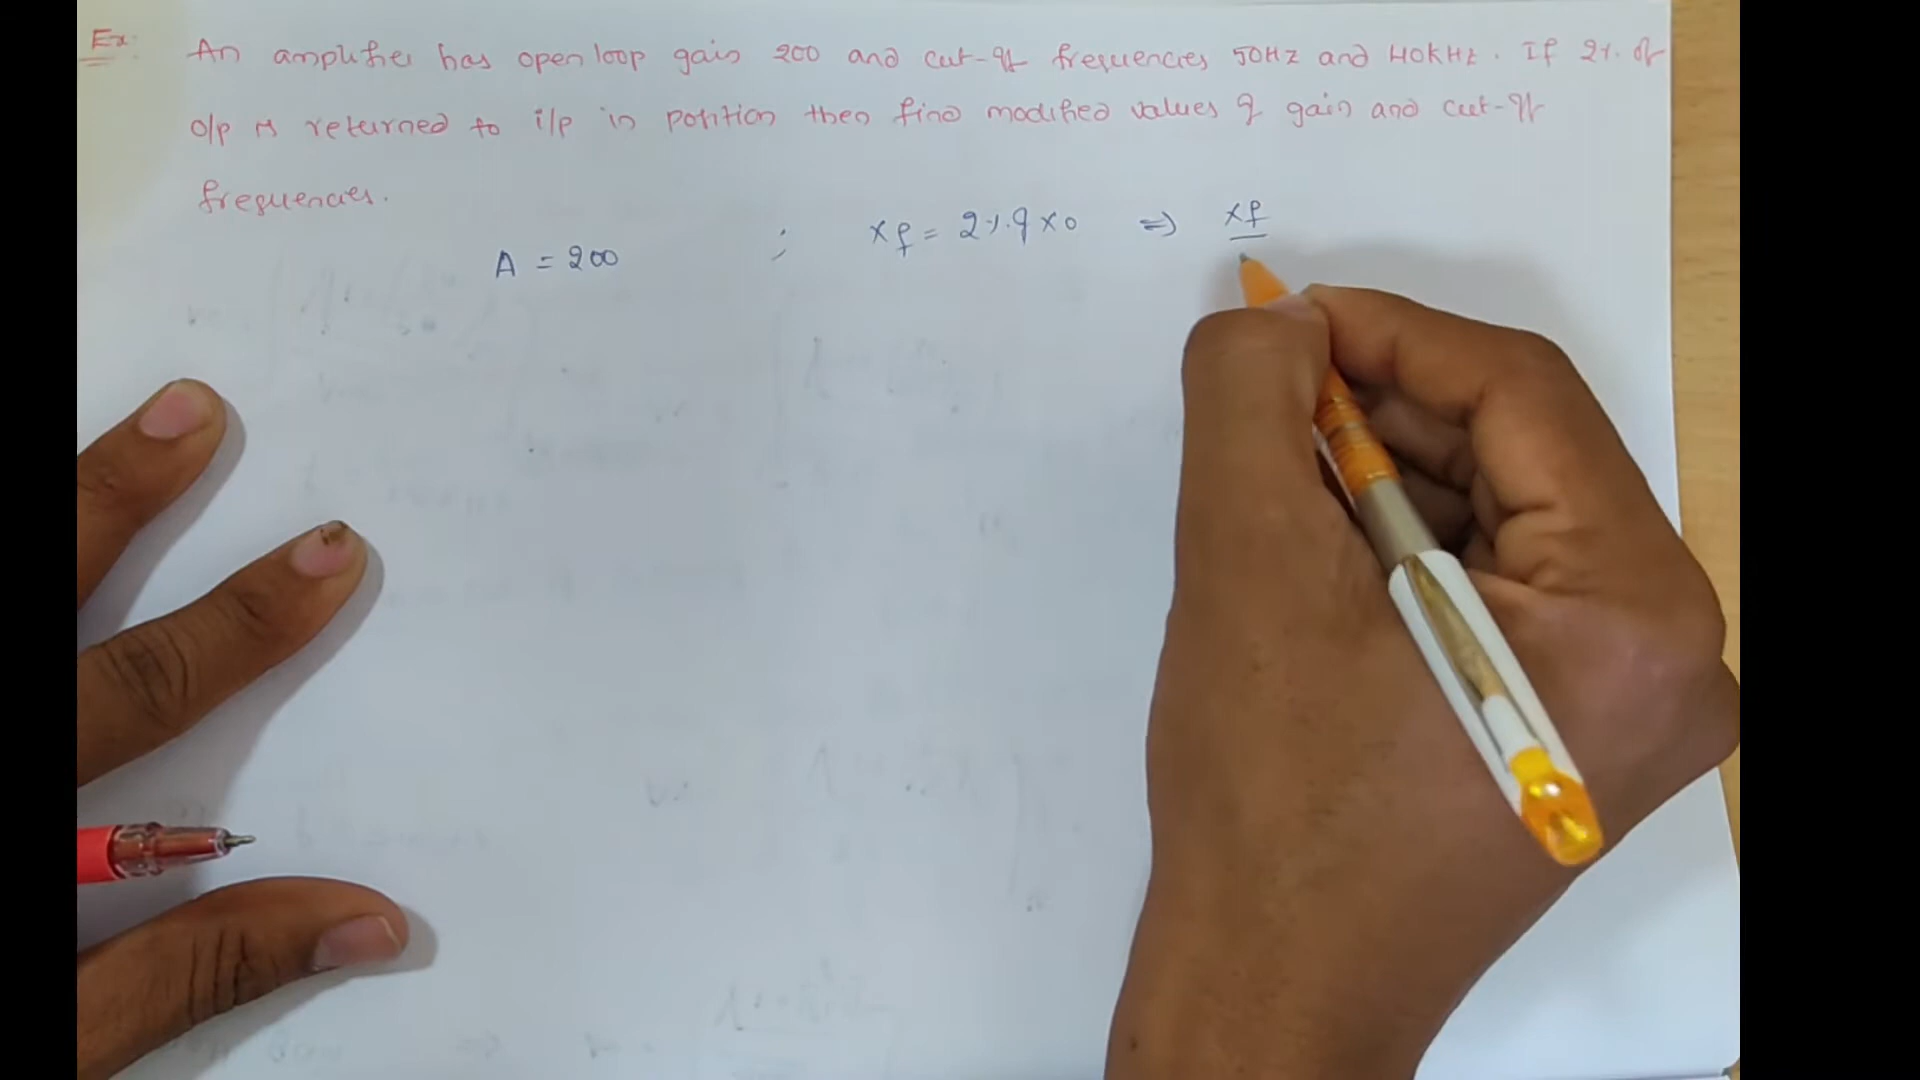 Ex:
An amplifier has open loop gain 200 and cut-off frequencies 50Hz and 40KHz. If 2% of
o/p is returned to i/p in position then find modified values of gain and cut-off
frequencies.
A = 200 ; xf = 2% of xo ⇒ xf